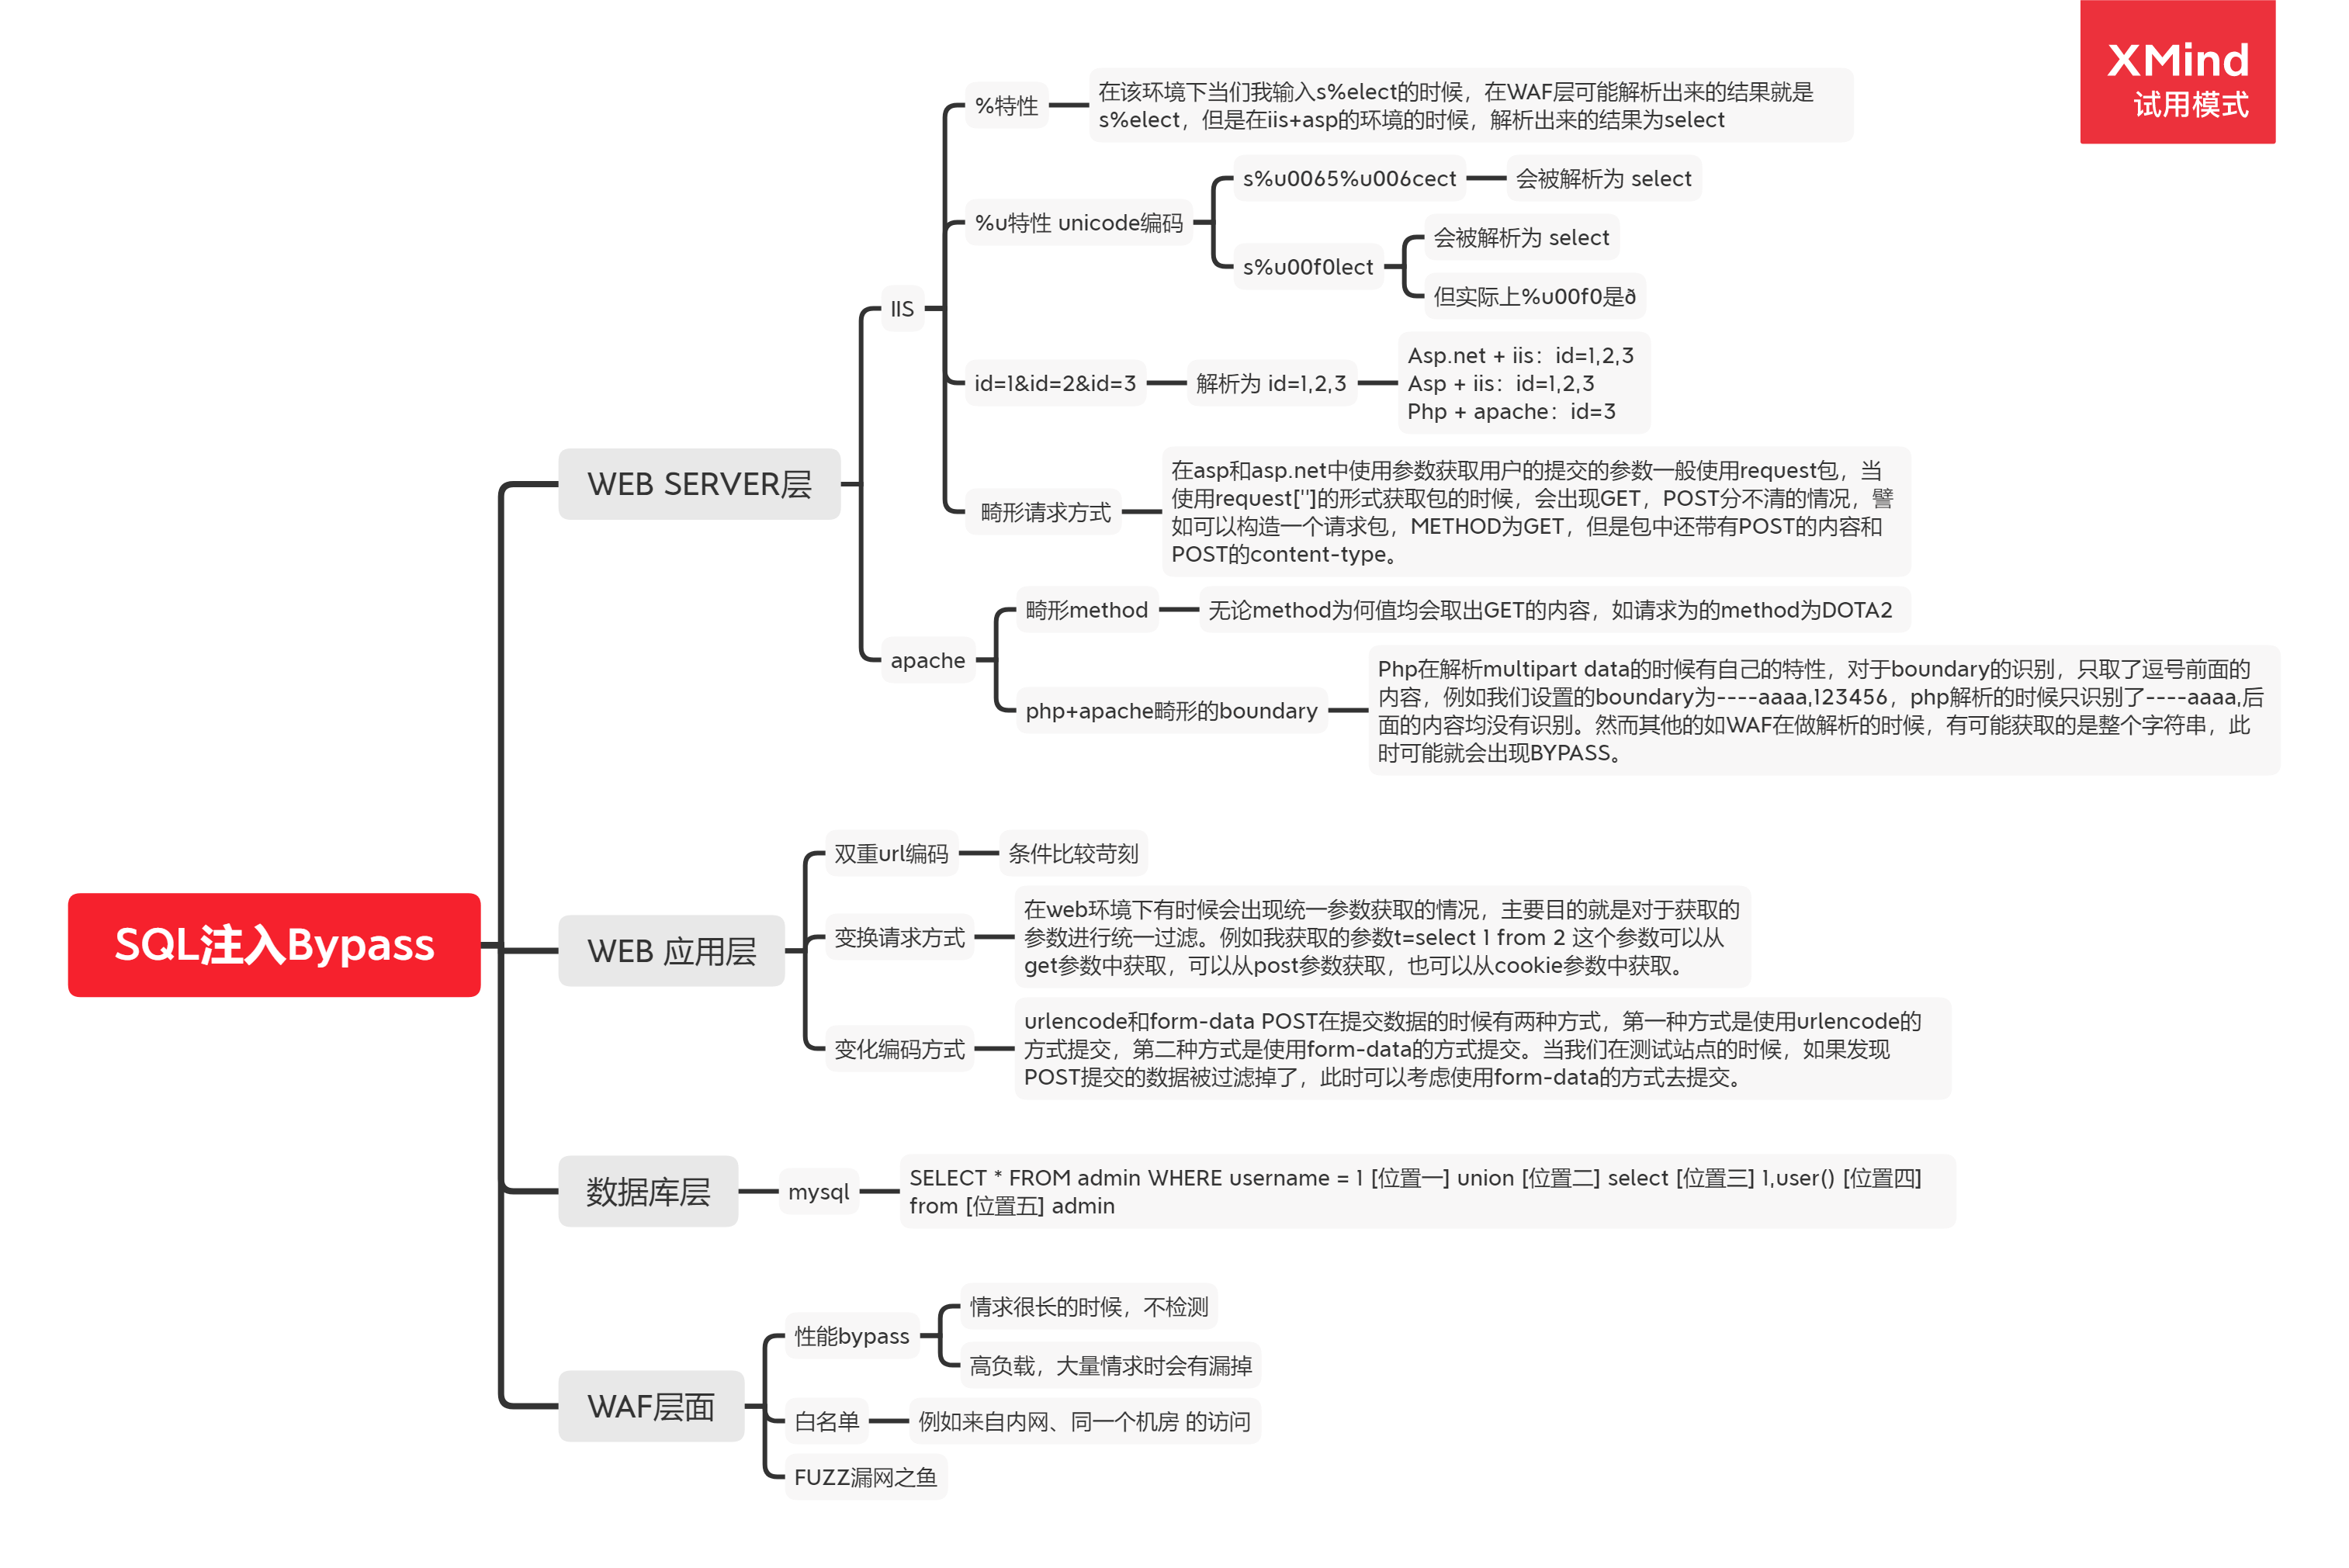 XMind
试用模式
SQL注入Bypass
WEB SERVER层
IIS
%特性
在该环境下当们我输入s%elect的时候，在WAF层可能解析出来的结果就是
s%elect，但是在iis+asp的环境的时候，解析出来的结果为select
%u特性 unicode编码
s%u0065%u006cect
会被解析为 select
s%u00f0lect
会被解析为 select
但实际上%u00f0是ð
id=1&id=2&id=3
解析为 id=1,2,3
Asp.net + iis：id=1,2,3
Asp + iis：id=1,2,3
Php + apache：id=3
畸形请求方式
在asp和asp.net中使用参数获取用户的提交的参数一般使用request包，当
使用request['']的形式获取包的时候，会出现GET，POST分不清的情况，譬
如可以构造一个请求包，METHOD为GET，但是包中还带有POST的内容和
POST的content-type。
apache
畸形method
无论method为何值均会取出GET的内容，如请求为的method为DOTA2
php+apache畸形的boundary
Php在解析multipart data的时候有自己的特性，对于boundary的识别，只取了逗号前面的
内容，例如我们设置的boundary为----aaaa,123456，php解析的时候只识别了----aaaa,后
面的内容均没有识别。然而其他的如WAF在做解析的时候，有可能获取的是整个字符串，此
时可能就会出现BYPASS。
WEB 应用层
双重url编码
条件比较苛刻
变换请求方式
在web环境下有时候会出现统一参数获取的情况，主要目的就是对于获取的
参数进行统一过滤。例如我获取的参数t=select 1 from 2 这个参数可以从
get参数中获取，可以从post参数获取，也可以从cookie参数中获取。
变化编码方式
urlencode和form-data POST在提交数据的时候有两种方式，第一种方式是使用urlencode的
方式提交，第二种方式是使用form-data的方式提交。当我们在测试站点的时候，如果发现
POST提交的数据被过滤掉了，此时可以考虑使用form-data的方式去提交。
数据库层
mysql
SELECT * FROM admin WHERE username = 1 [位置一] union [位置二] select [位置三] 1,user() [位置四]
from [位置五] admin
WAF层面
性能bypass
情求很长的时候，不检测
高负载，大量情求时会有漏掉
白名单
例如来自内网、同一个机房 的访问
FUZZ漏网之鱼